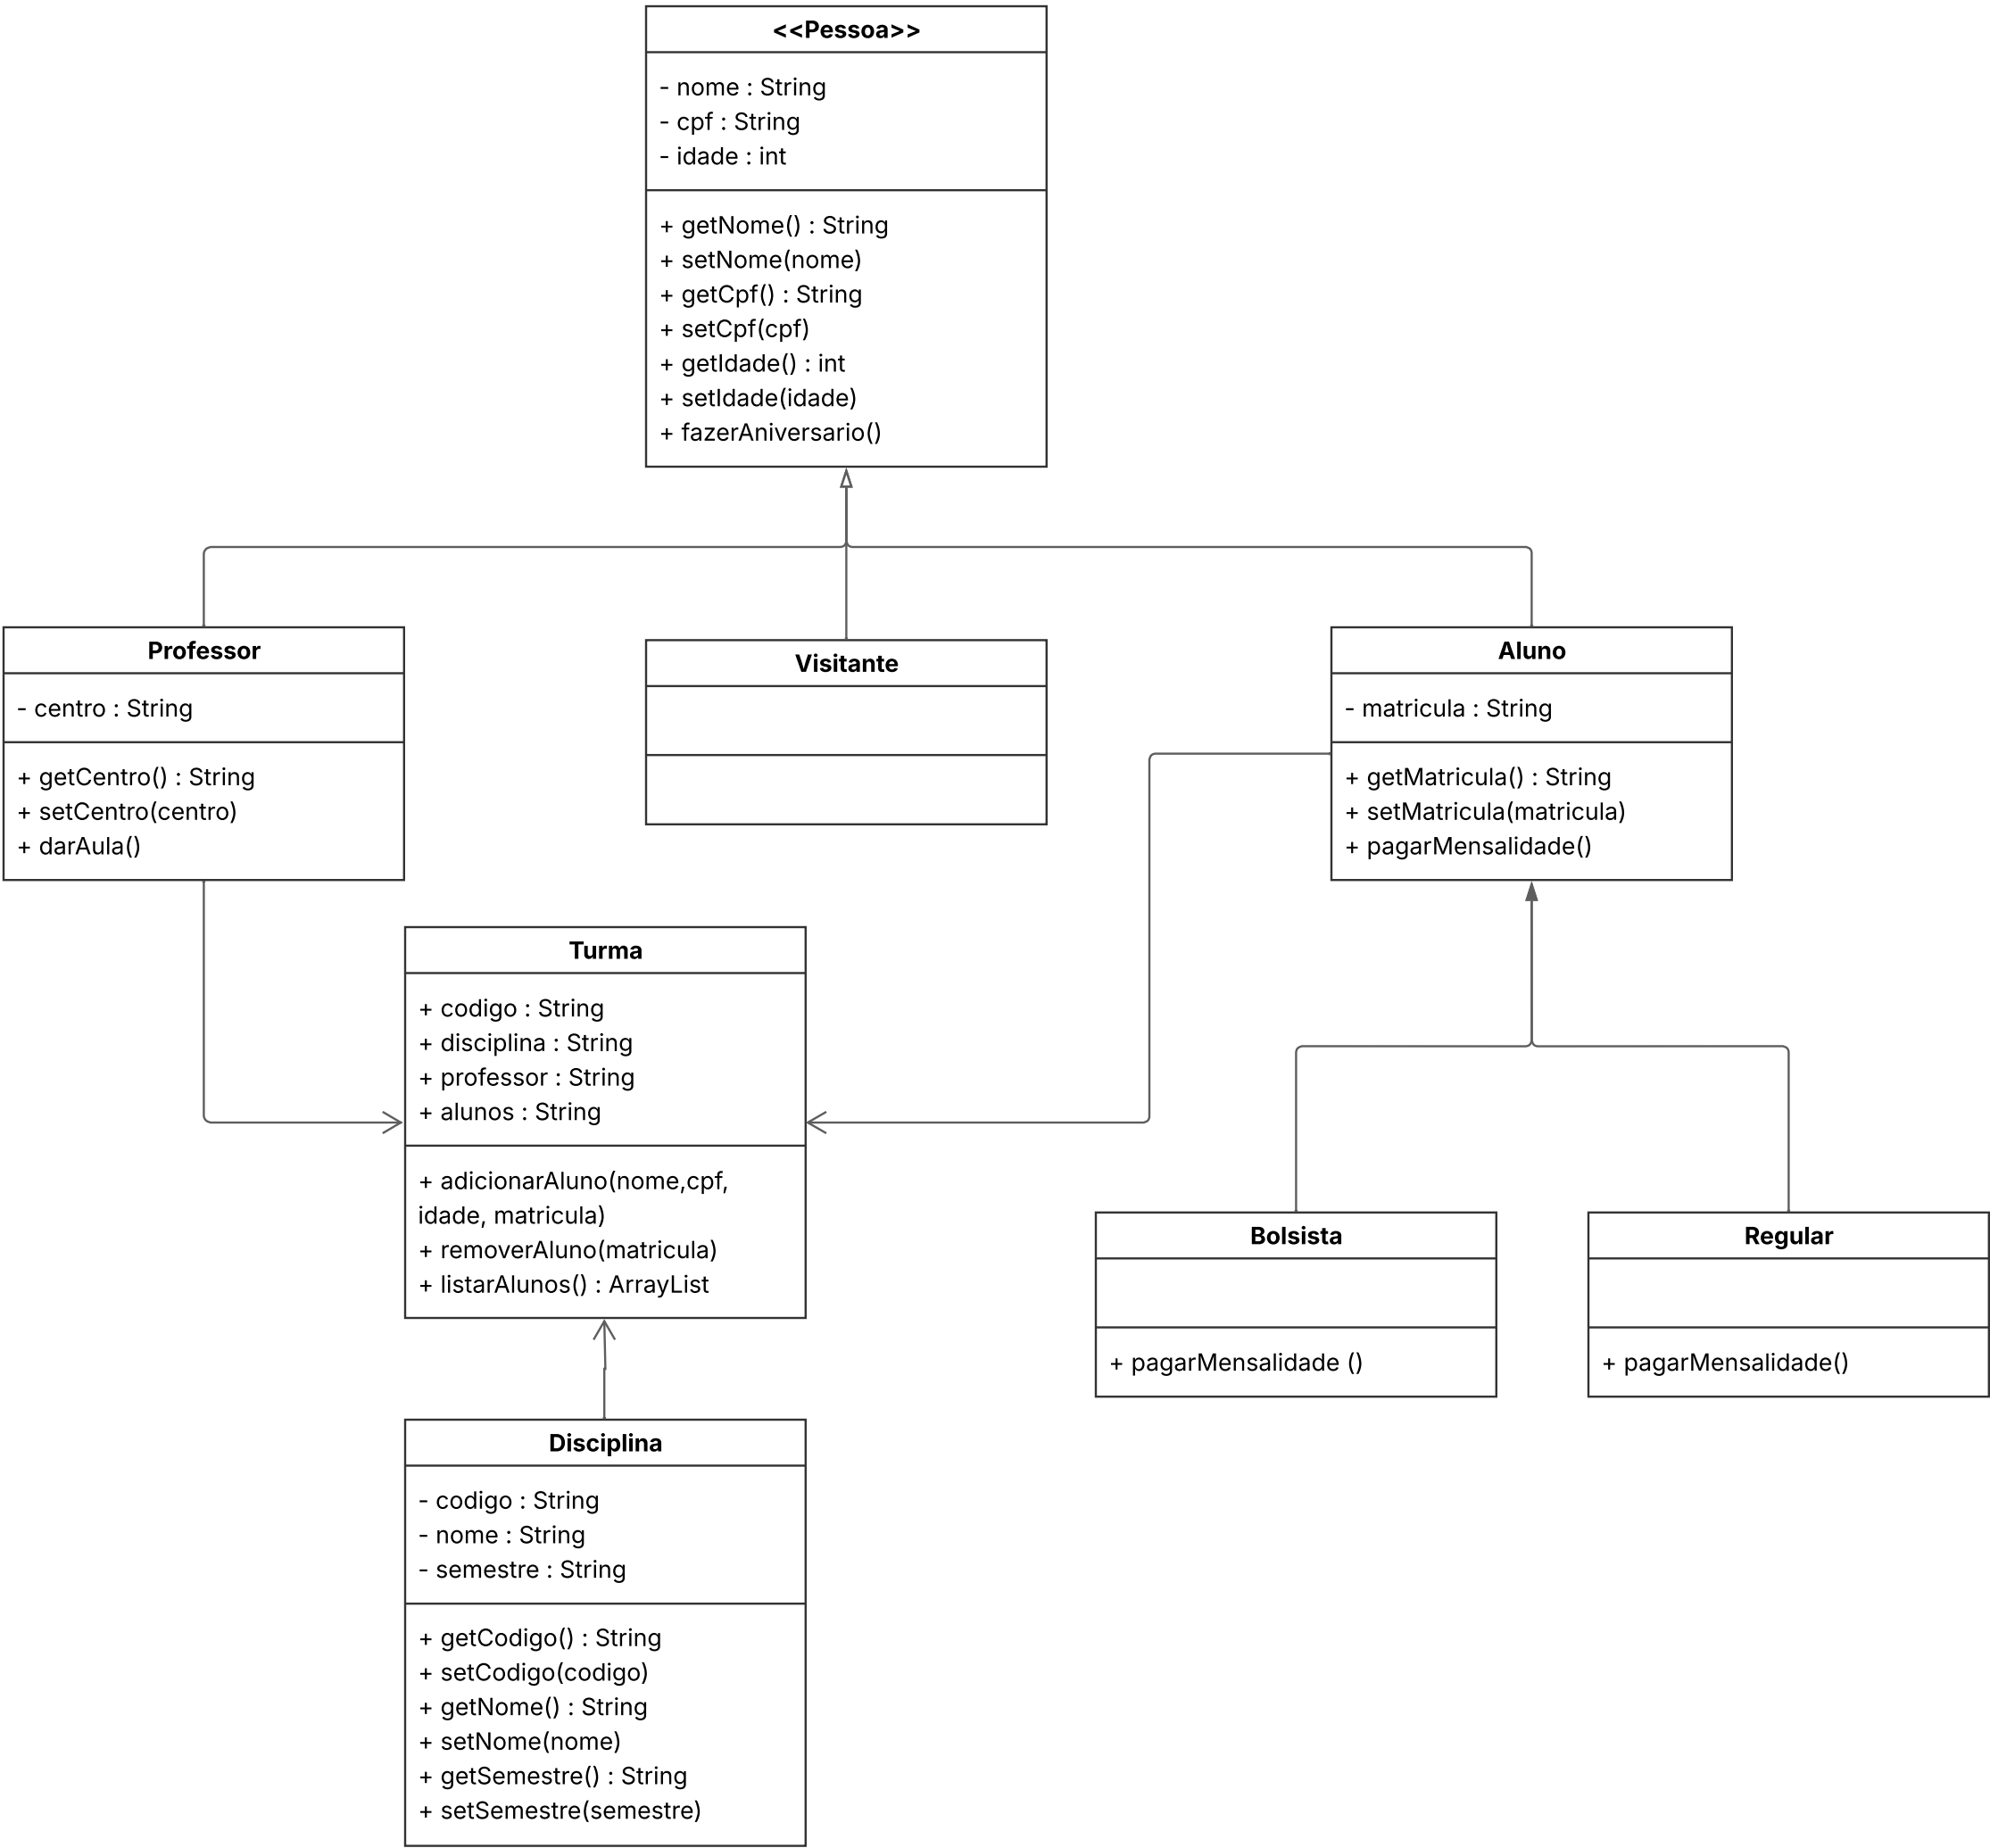 <<Pessoa>>
- nome : String
- cpf : String
- idade : int
+ getNome() : String
+ setNome(nome)
+ getCpf() : String
+ setCpf(cpf)
+ getIdade() : int
+ setIdade(idade)
+ fazerAniversario()
Professor
- centro : String
+ getCentro() : String
+ setCentro(centro)
+ darAula()
Visitante
Aluno
- matricula : String
+ getMatricula() : String
+ setMatricula(matricula)
+ pagarMensalidade()
Turma
+ codigo : String
+ disciplina : String
+ professor : String
+ alunos : String
+ adicionarAluno(nome,cpf,
idade, matricula)
+ removerAluno(matricula)
+ listarAlunos() : ArrayList
Bolsista
+ pagarMensalidade ()
Regular
+ pagarMensalidade()
Disciplina
- codigo : String
- nome : String
- semestre : String
+ getCodigo() : String
+ setCodigo(codigo)
+ getNome() : String
+ setNome(nome)
+ getSemestre() : String
+ setSemestre(semestre)